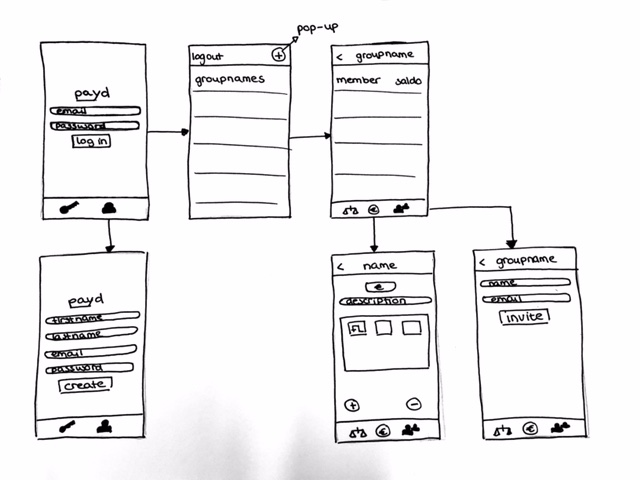 pop-up
payd
email
password
log in
logout
+
groupnames
< groupname
member saldo
€
payd
firstname
lastname
email
password
create
< name
€
description
+ -
€
< groupname
name
email
invite
€